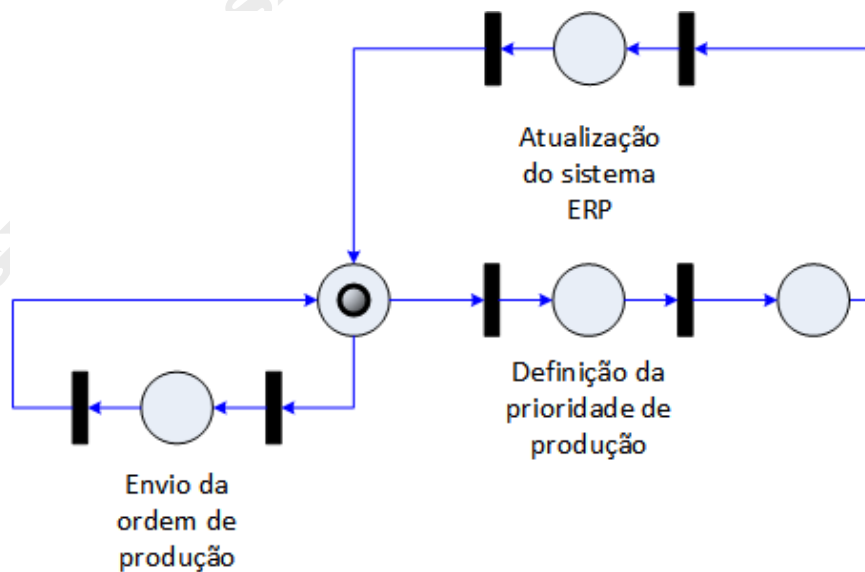 Atualização
do sistema
ERP
Definição da
prioridade de
produção
Envio da
ordem de
produção